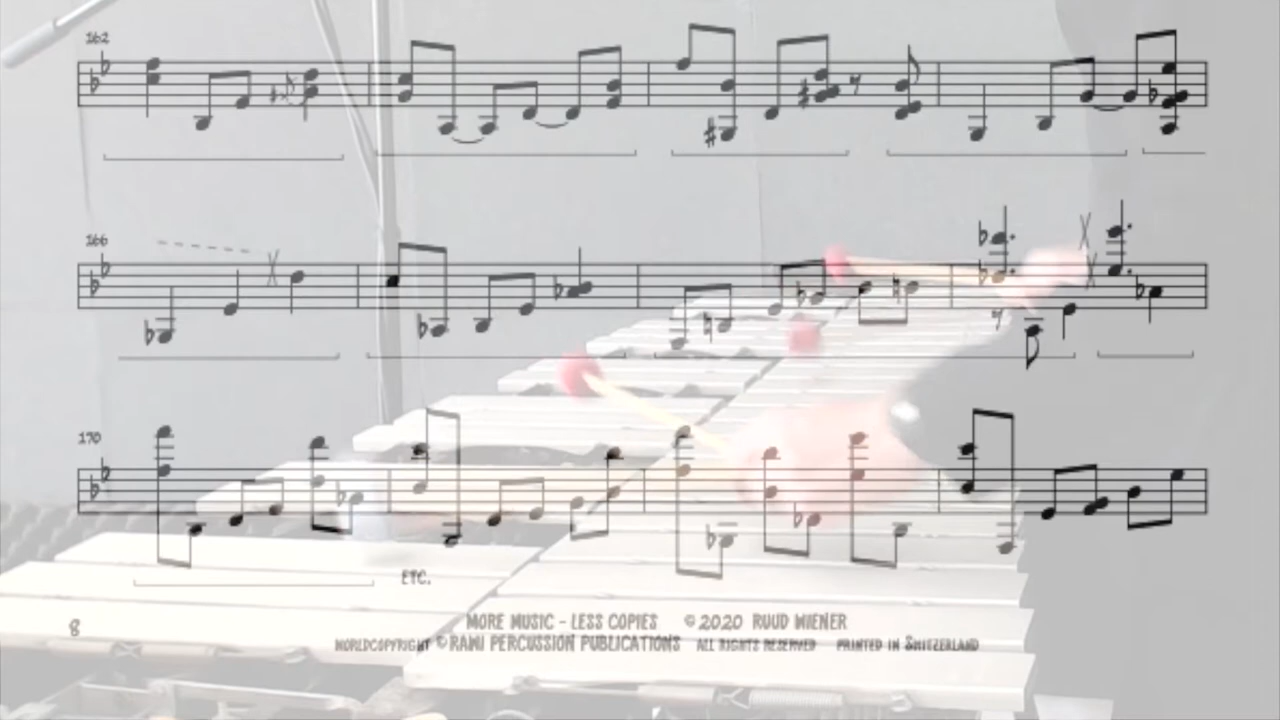 162
166
170
ETC.
8
MORE MUSIC - LESS COPIES © 2020 RUUD WIENER
WORLDCOPYRIGHT © RAWI PERCUSSION PUBLICATIONS ALL RIGHTS RESERVED PRINTED IN SWITZERLAND